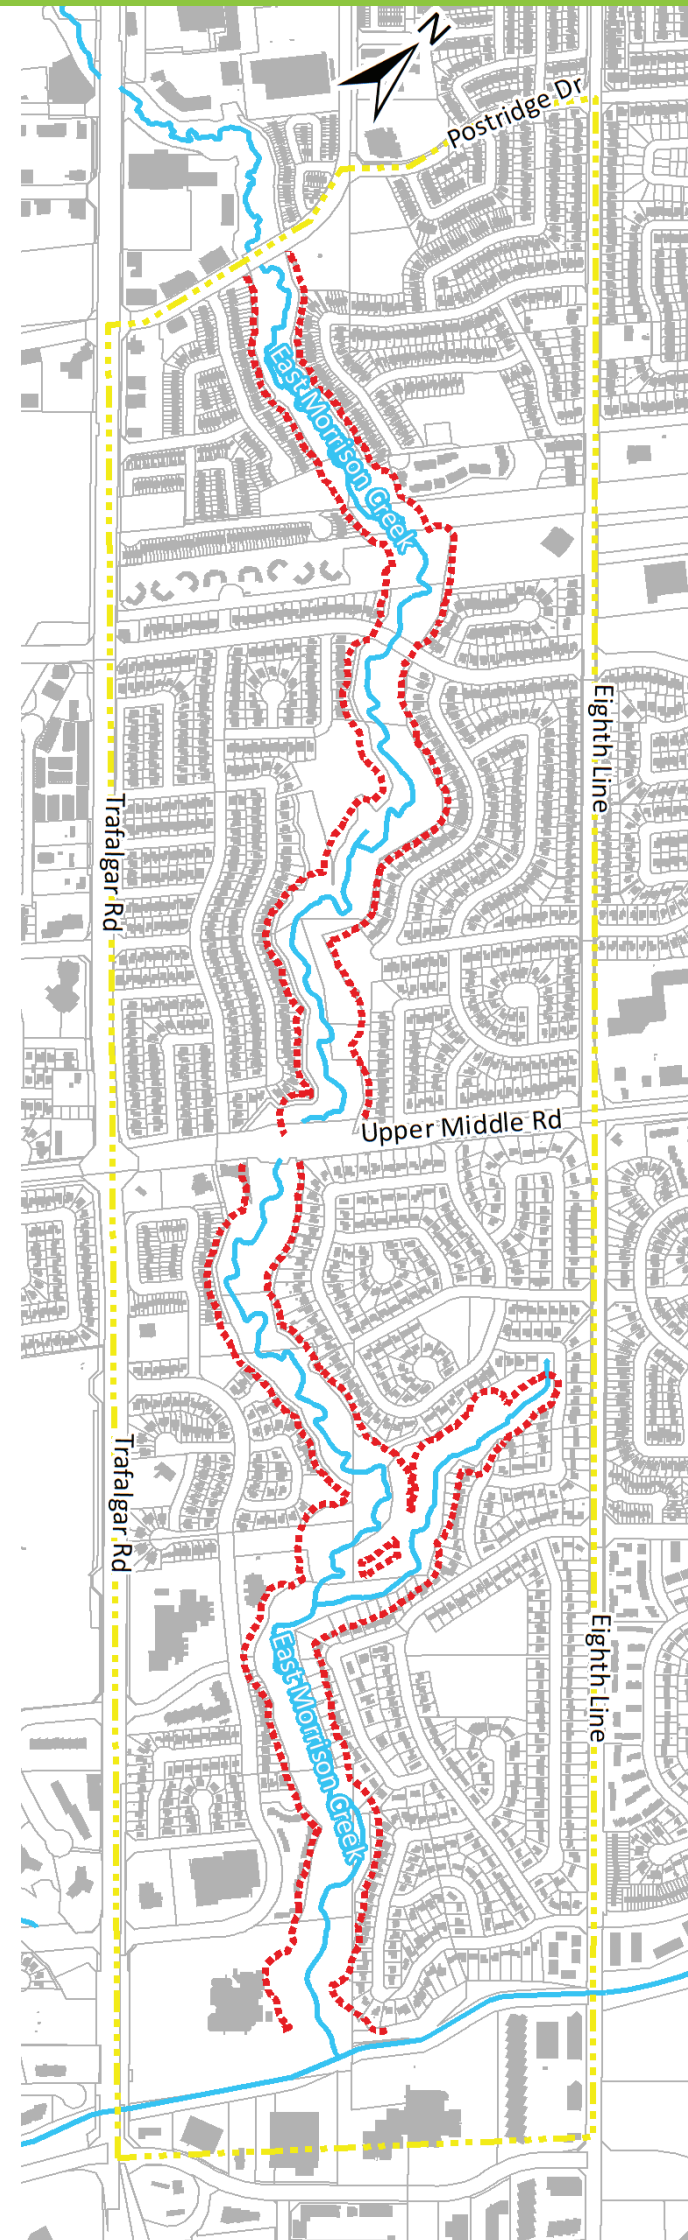 N
Postridge Dr
East Morrison Creek
Eighth Line
Trafalgar Rd
Upper Middle Rd
Trafalgar Rd
Eighth Line
East Morrison Creek